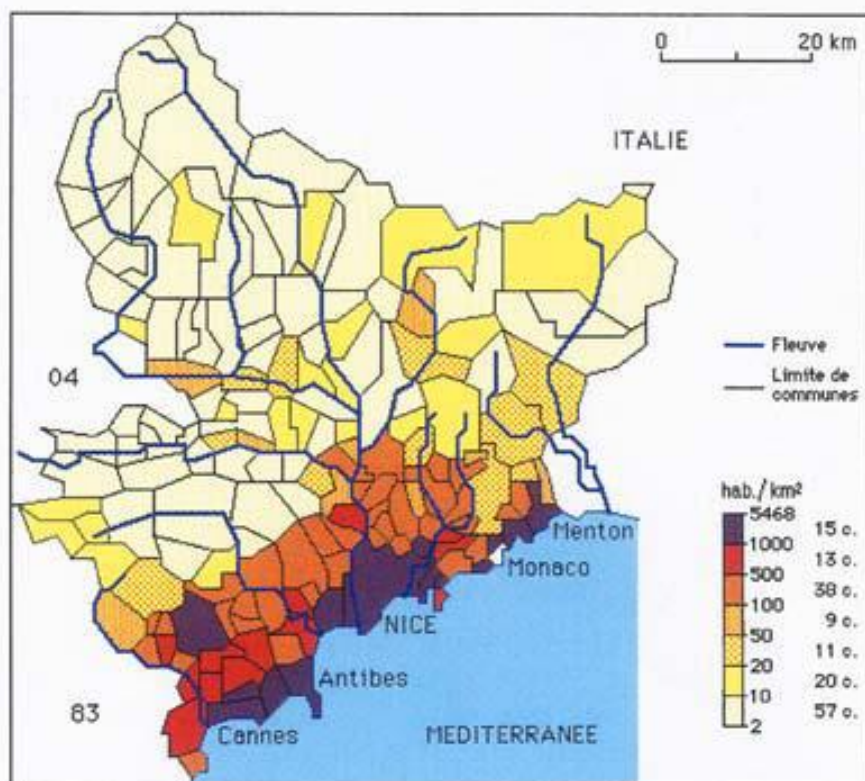 0 20 km
ITALIE
04
Fleuve
Limite de
communes
hab./km²
5468
15 c.
1000
13 c.
500
38 c.
100
9 c.
50
11 c.
20
20 c.
10
57 c.
2
Menton
Monaco
NICE
Antibes
83
Cannes
MEDITERRANEE